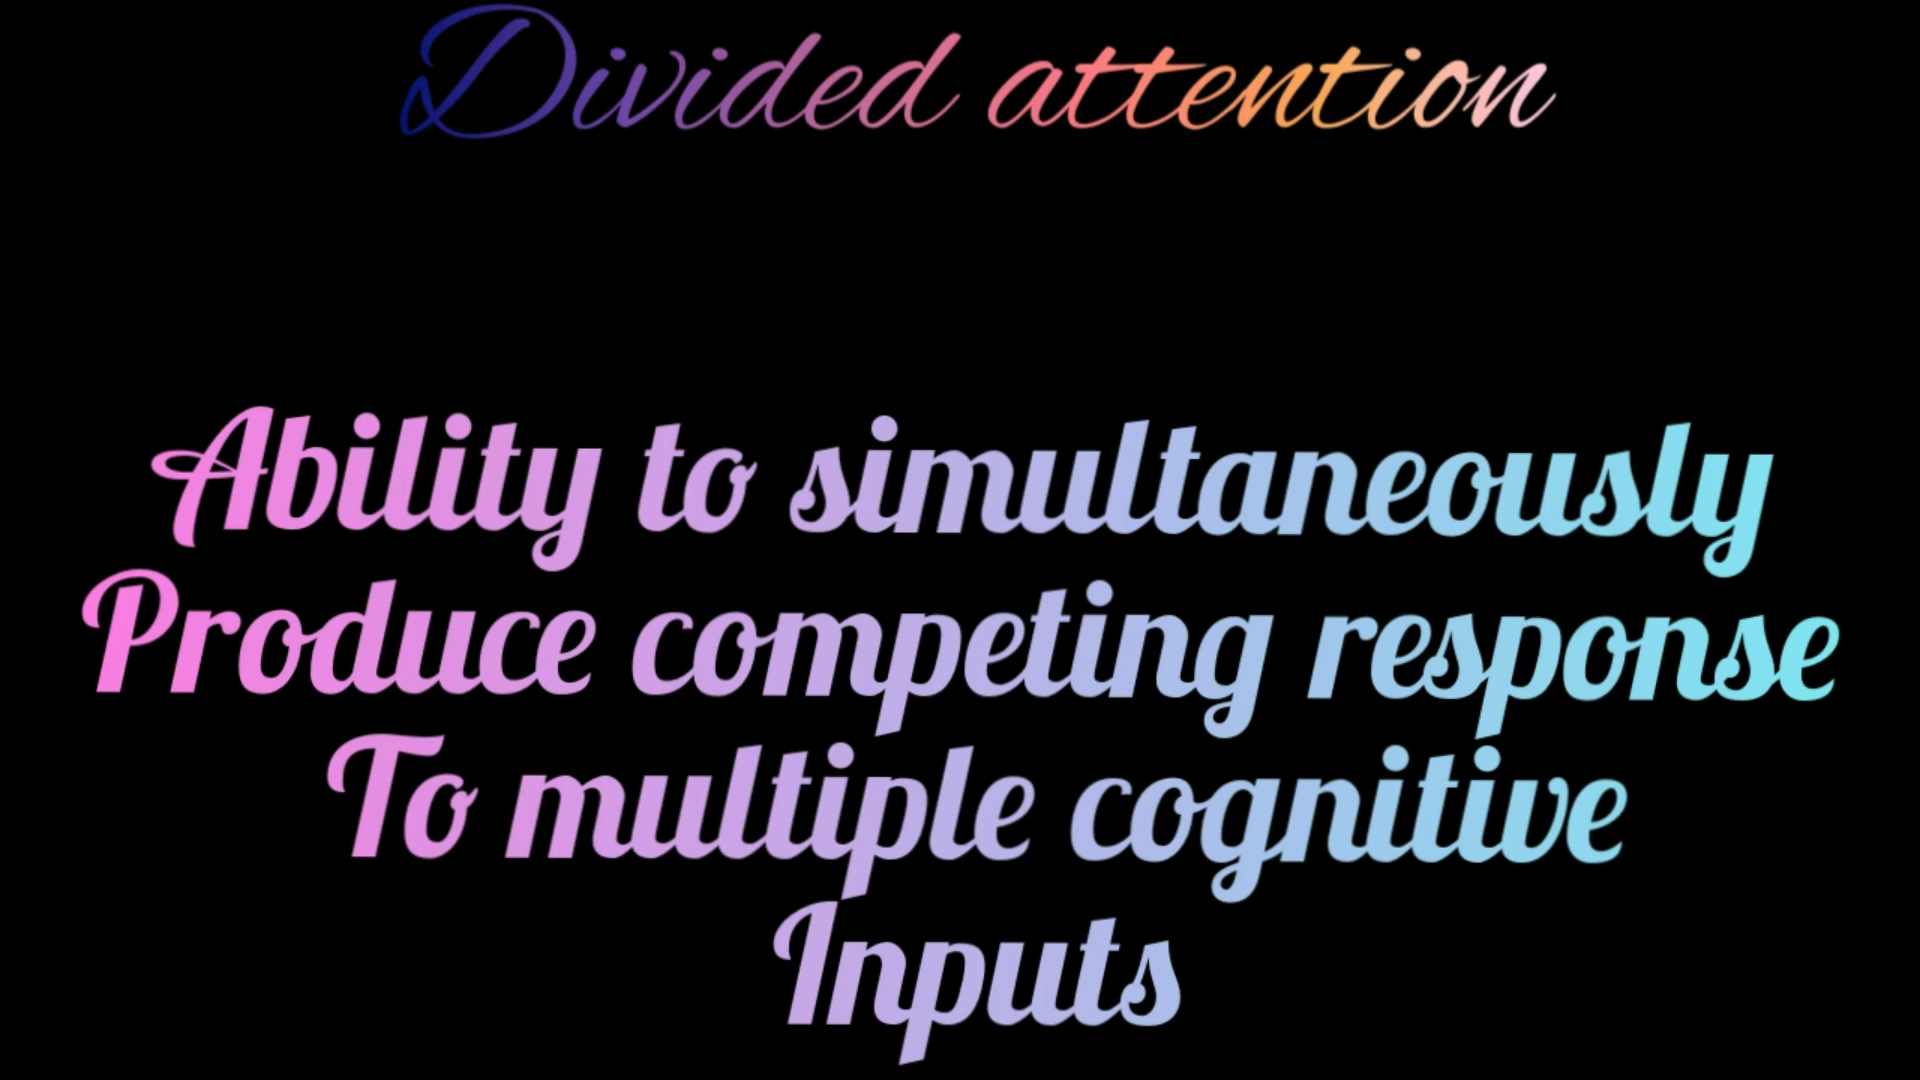 Divided attention
Ability to simultaneously
Produce competing response
To multiple cognitive
Inputs